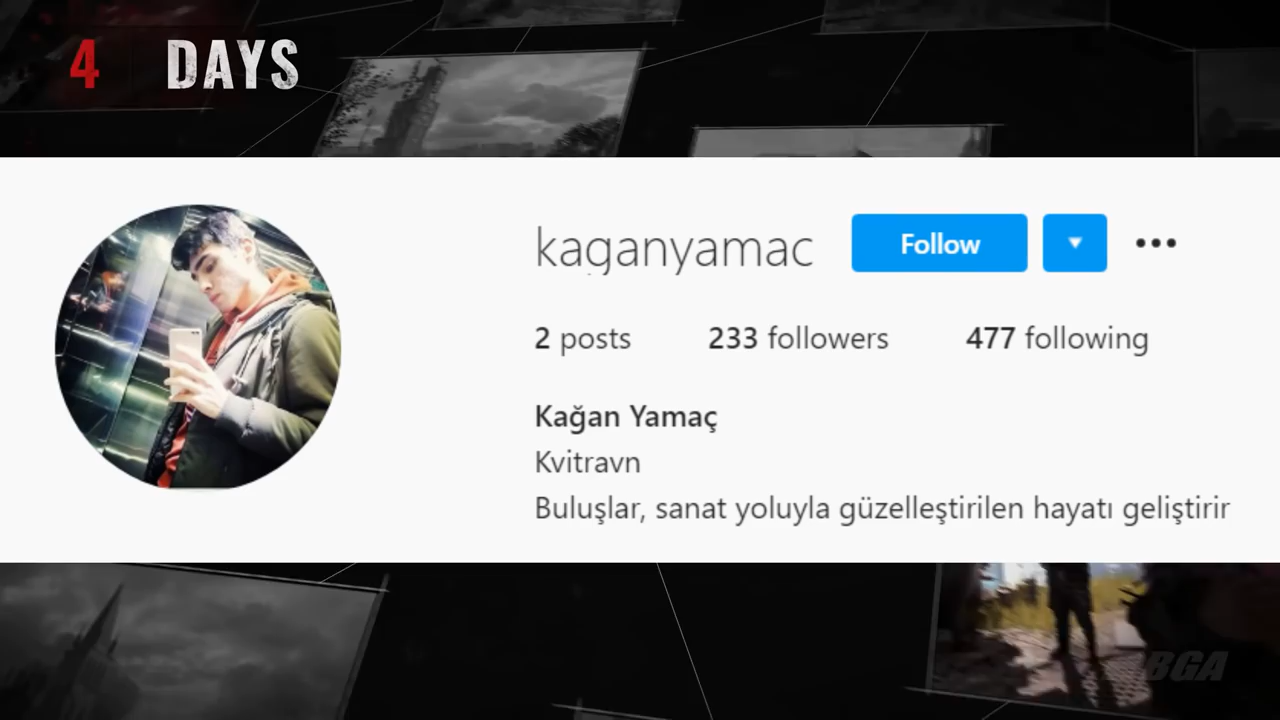 4 DAYS
kaganyamac Follow
2 posts 233 followers 477 following
Kağan Yamaç
Kvitravn
Buluşlar, sanat yoluyla güzelleştirilen hayatı geliştirir
BGA